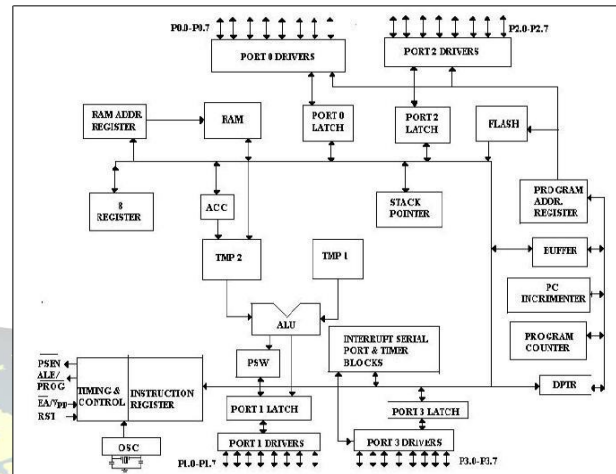 P0.0-P0.7
P2.0-P2.7
PORT 0 DRIVERS
PORT 2 DRIVERS
RAM ADDR.
REGISTER
RAM
PORT 0
LATCH
PORT 2
LATCH
FLASH
8
REGISTER
ACC
STACK
POINTER
PROGRAM
ADDR.
REGISTER
TMP 2
TMP 1
BUFFER
PC
INCRIMENTER
ALU
INTERRUPT SERIAL
PORT & TIMER
BLOCKS
PROGRAM
COUNTER
PSW
PSEN
ALE/
PROG
EA/Vpp
RST
TIMING &
CONTROL
INSTRUCTION
REGISTER
PORT 1 LATCH
PORT 3 LATCH
DPTR
OSC
PORT 1 DRIVERS
PORT 3 DRIVERS
P1.0-P1.7
P3.0-P3.7